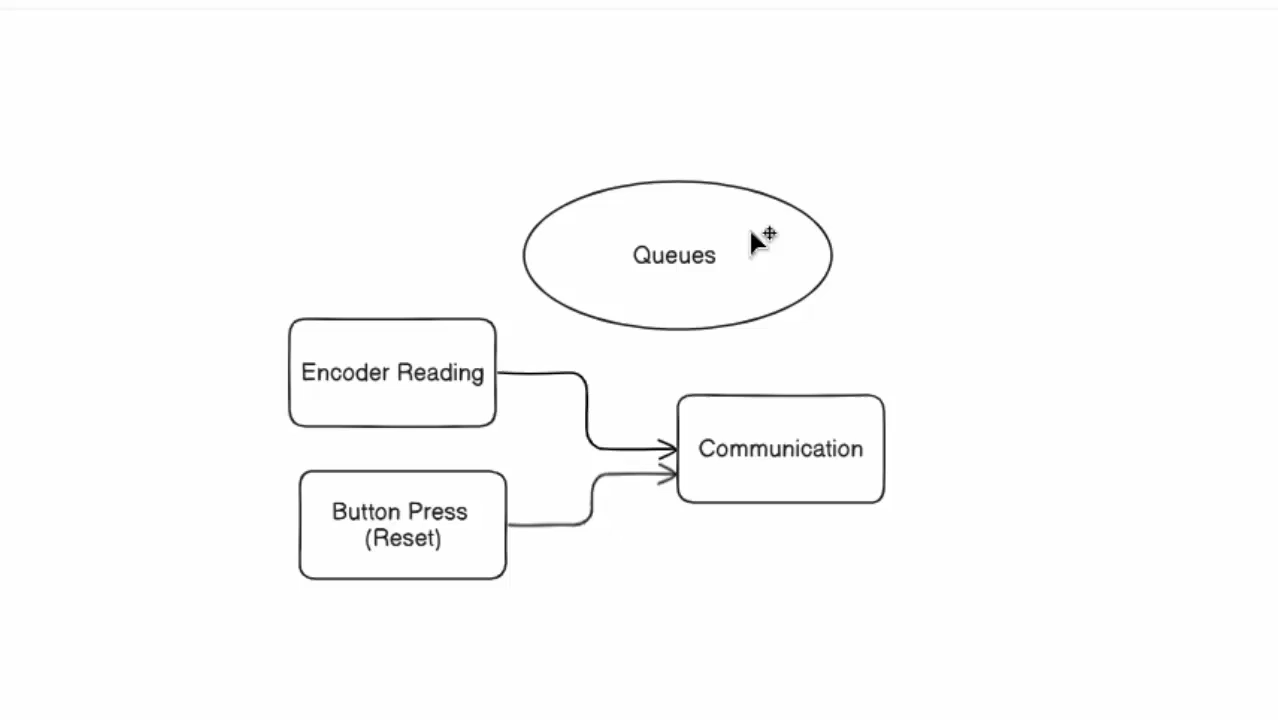 Queues
Encoder Reading
Communication
Button Press
(Reset)